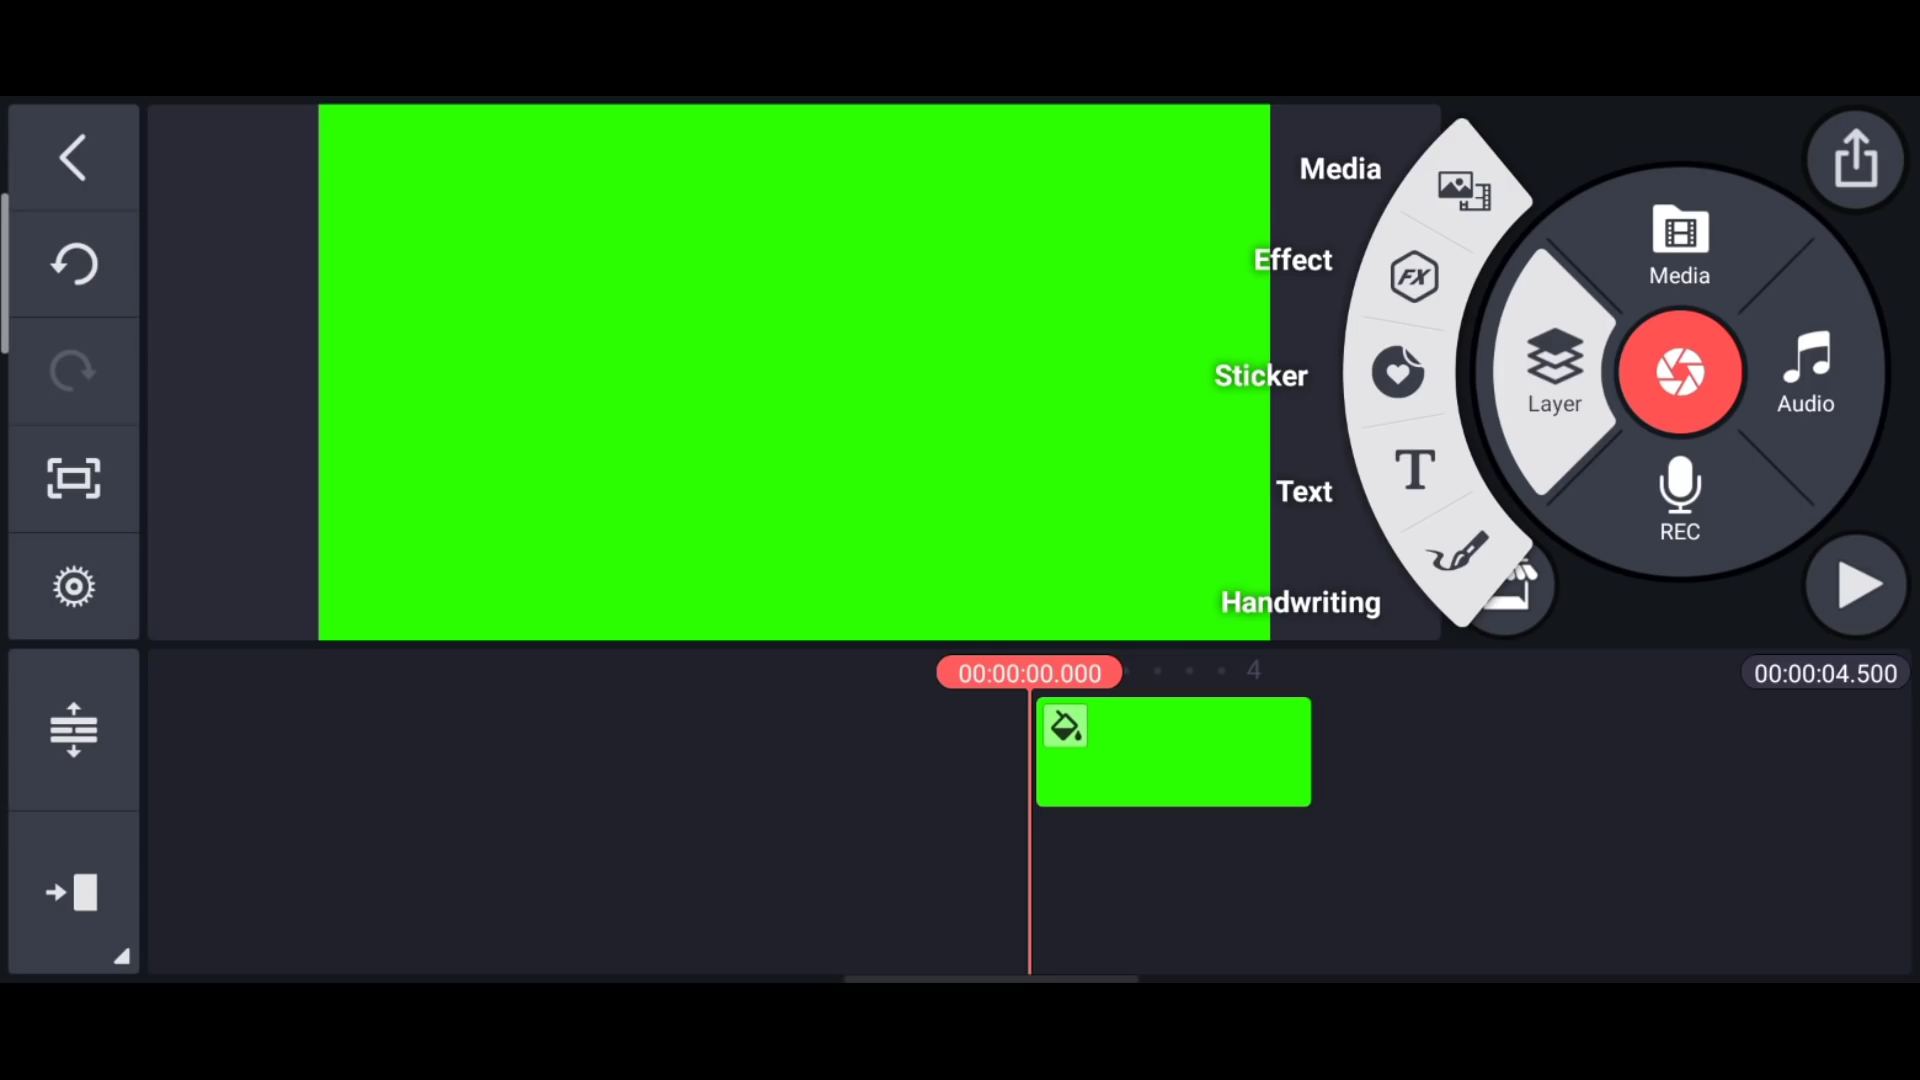 Media
Effect
Sticker
Text
Handwriting
Media
Layer
Audio
REC
00:00:00.000
4
00:00:04.500